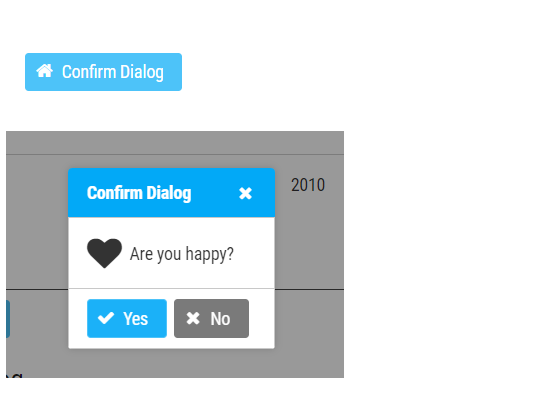 Confirm Dialog
Confirm Dialog
2010
Are you happy?
Yes
No